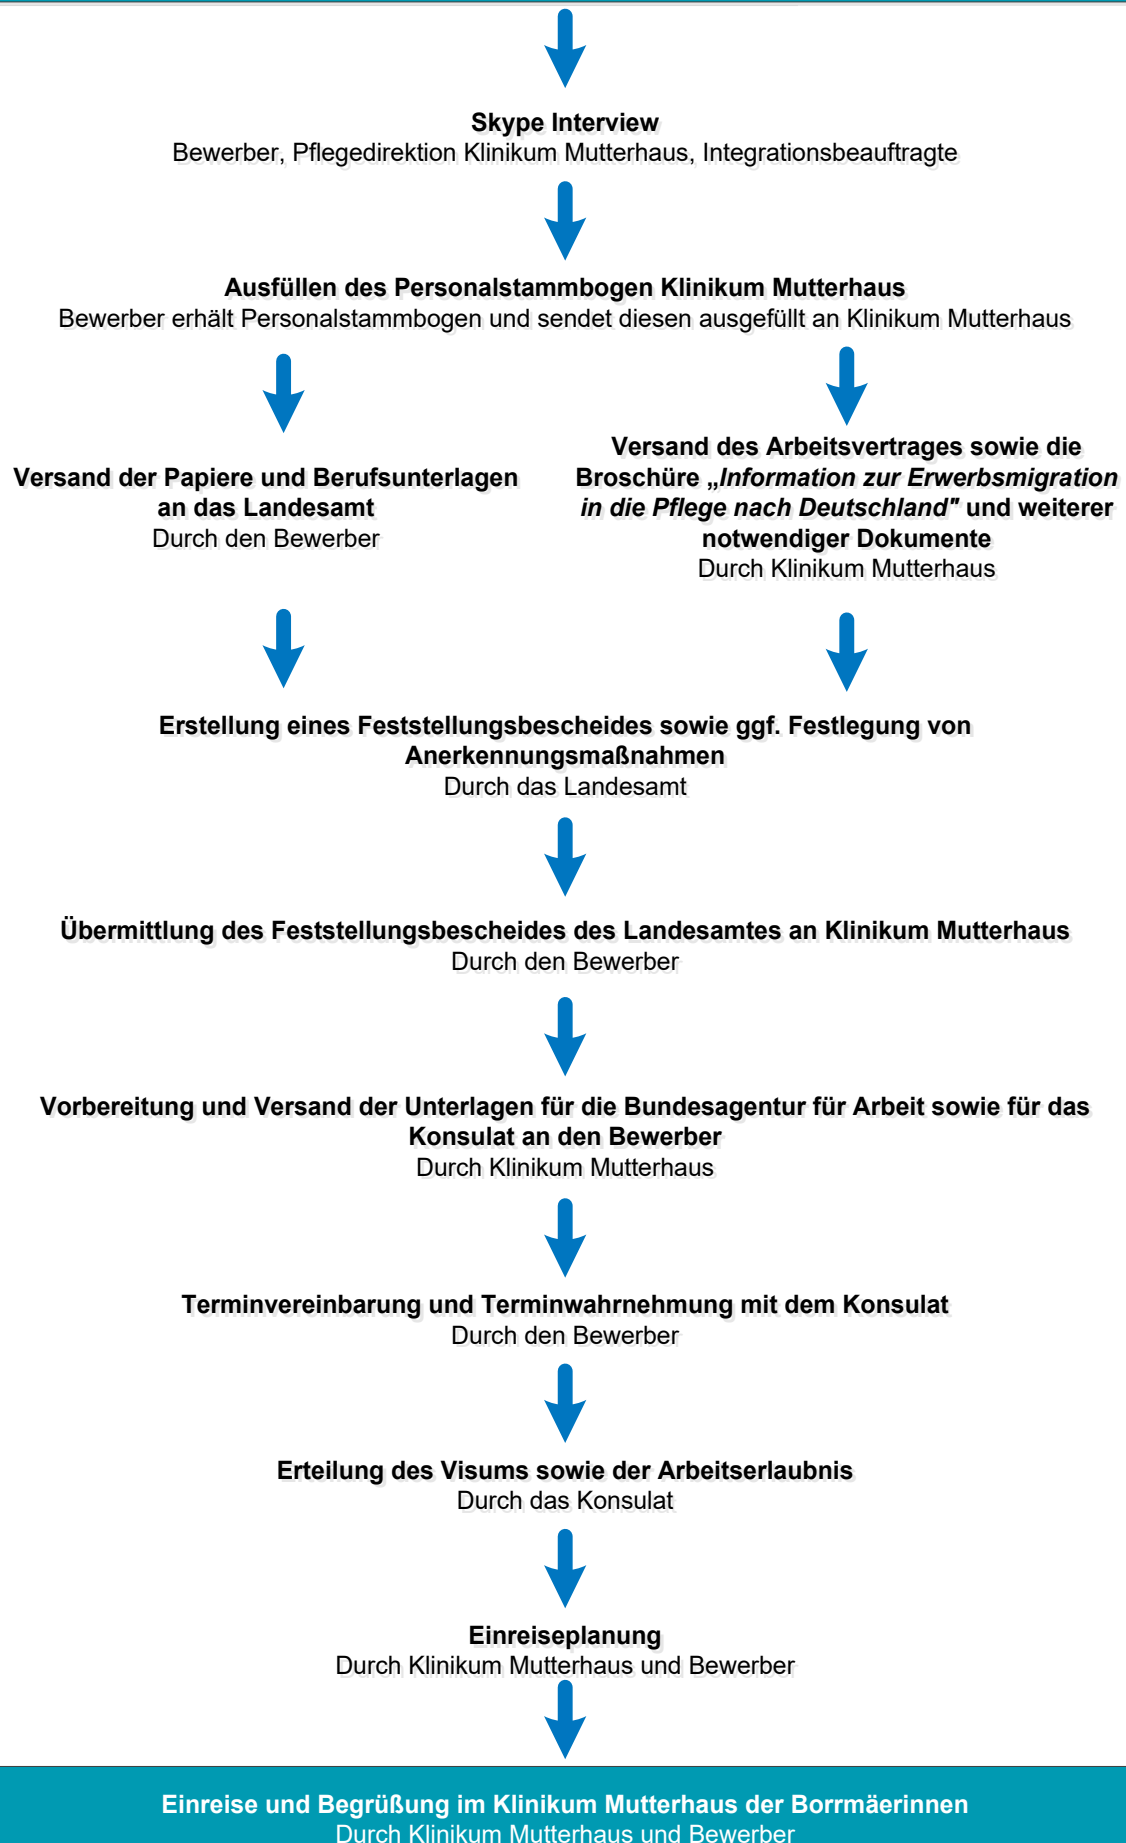 Skype Interview
Bewerber, Pflegedirektion Klinikum Mutterhaus, Integrationsbeauftragte
Ausfüllen des Personalstammbogen Klinikum Mutterhaus
Bewerber erhält Personalstammbogen und sendet diesen ausgefüllt an Klinikum Mutterhaus
Versand der Papiere und Berufsunterlagen
an das Landesamt
Durch den Bewerber
Versand des Arbeitsvertrages sowie die
Broschüre „Information zur Erwerbsmigration
in die Pflege nach Deutschland" und weiterer
notwendiger Dokumente
Durch Klinikum Mutterhaus
Erstellung eines Feststellungsbescheides sowie ggf. Festlegung von
Anerkennungsmaßnahmen
Durch das Landesamt
Übermittlung des Feststellungsbescheides des Landesamtes an Klinikum Mutterhaus
Durch den Bewerber
Vorbereitung und Versand der Unterlagen für die Bundesagentur für Arbeit sowie für das
Konsulat an den Bewerber
Durch Klinikum Mutterhaus
Terminvereinbarung und Terminwahrnehmung mit dem Konsulat
Durch den Bewerber
Erteilung des Visums sowie der Arbeitserlaubnis
Durch das Konsulat
Einreiseplanung
Durch Klinikum Mutterhaus und Bewerber
Einreise und Begrüßung im Klinikum Mutterhaus der Borrmäerinnen
Durch Klinikum Mutterhaus und Bewerber